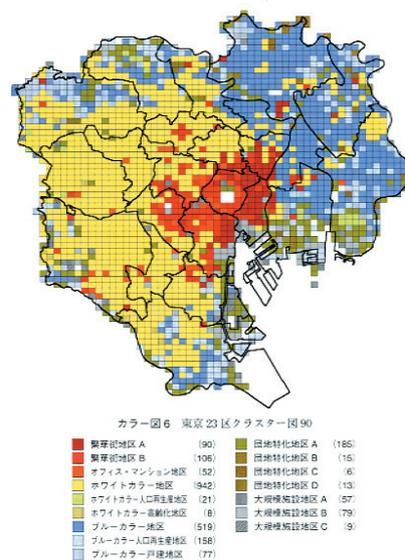 カラー図6 東京23区クラスター図90
繁華街地区 A (90)
繁華街地区 B (106)
オフィス・マンション地区 (52)
ホワイトカラー地区 (942)
ホワイトカラー人口再生産地区 (21)
ホワイトカラー高齢化地区 (8)
ブルーカラー地区 (519)
ブルーカラー人口再生産地区 (158)
ブルーカラー戸建地区 (77)
団地特化地区 A (185)
団地特化地区 B (15)
団地特化地区 C (6)
団地特化地区 D (13)
大規模施設地区 A (57)
大規模施設地区 B (79)
大規模施設地区 C (9)